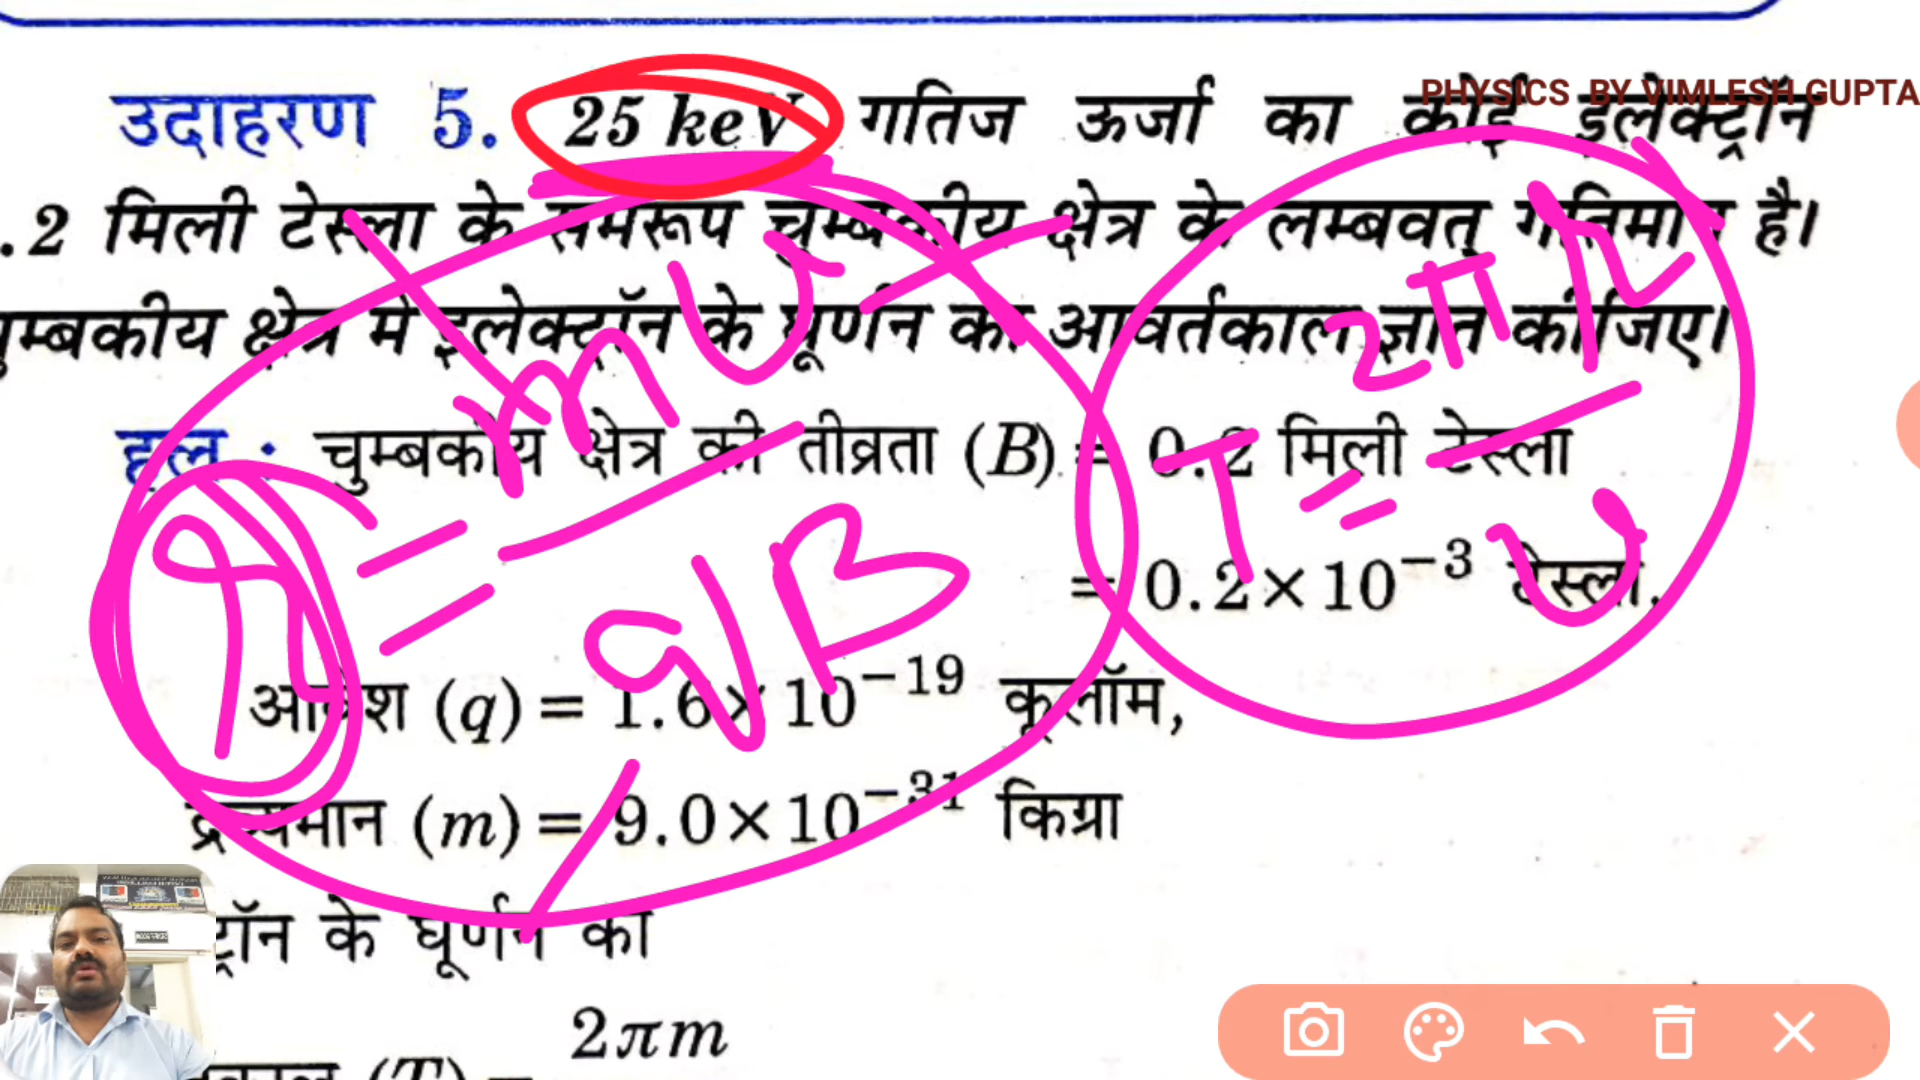 PHYSICS BY VIMLESH GUPTA
उदाहरण 5. 25 keV गतिज ऊर्जा का कोई इलेक्ट्रॉन
.2 मिली टेस्ला के समरूप चुम्बकीय क्षेत्र के लम्बवत् गतिमान है।
चुम्बकीय क्षेत्र में इलेक्ट्रॉन के घूर्णन का आवर्तकाल ज्ञात कीजिए।
हल : चुम्बकीय क्षेत्र की तीव्रता (B) = 0.2 मिली टेस्ला
= 0.2×10⁻³ टेस्ला,
आवेश (q) = 1.6×10⁻¹⁹ कूलॉम,
द्रव्यमान (m) = 9.0×10⁻³¹ किग्रा
ट्रॉन के घूर्णन का
2πm
(T) =
r = mv / qB
T = 2πr / v